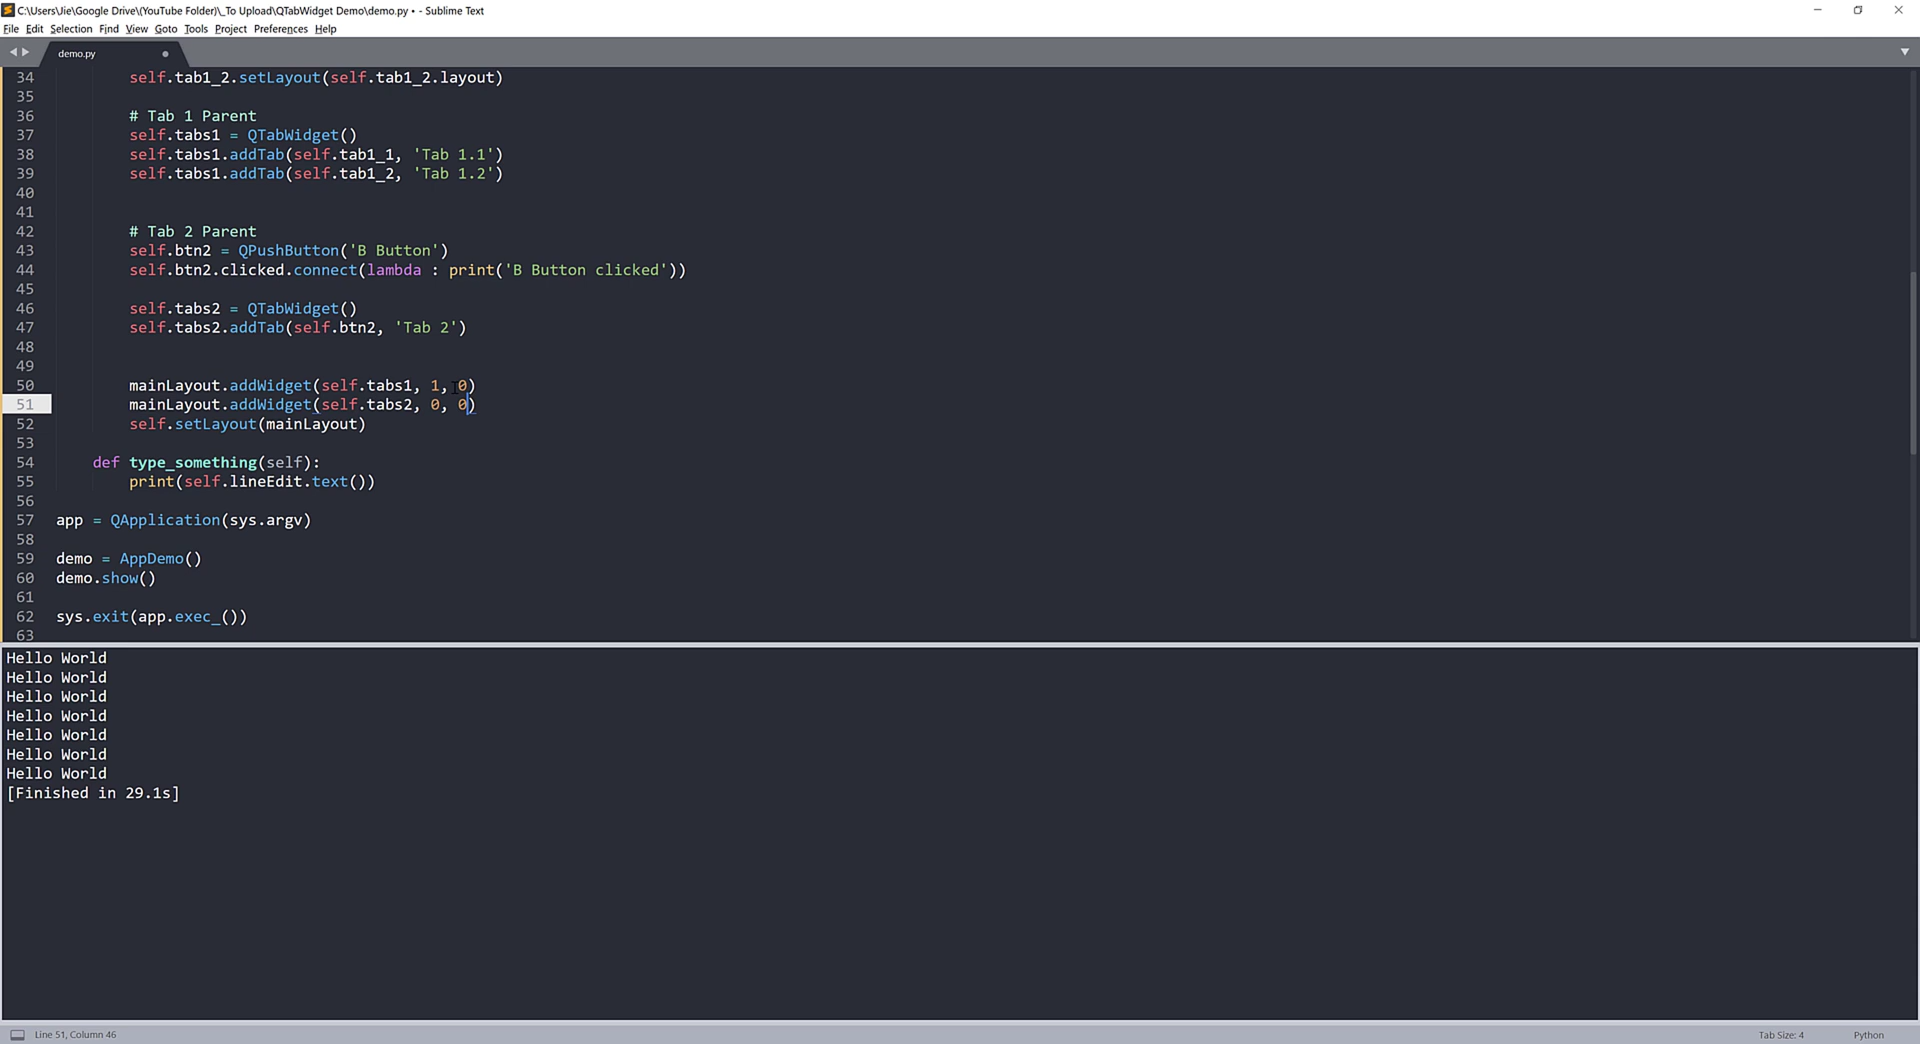 C:\Users\Jie\Google Drive\(YouTube Folder)\_To Upload\QTabWidget Demo\demo.py • - Sublime Text
File Edit Selection Find View Goto Tools Project Preferences Help
demo.py
34 self.tab1_2.setLayout(self.tab1_2.layout)
35
36 # Tab 1 Parent
37 self.tabs1 = QTabWidget()
38 self.tabs1.addTab(self.tab1_1, 'Tab 1.1')
39 self.tabs1.addTab(self.tab1_2, 'Tab 1.2')
40
41
42 # Tab 2 Parent
43 self.btn2 = QPushButton('B Button')
44 self.btn2.clicked.connect(lambda : print('B Button clicked'))
45
46 self.tabs2 = QTabWidget()
47 self.tabs2.addTab(self.btn2, 'Tab 2')
48
49
50 mainLayout.addWidget(self.tabs1, 1, 0)
51 mainLayout.addWidget(self.tabs2, 0, 0)
52 self.setLayout(mainLayout)
53
54 def type_something(self):
55 print(self.lineEdit.text())
56
57 app = QApplication(sys.argv)
58
59 demo = AppDemo()
60 demo.show()
61
62 sys.exit(app.exec_())
63
Hello World
Hello World
Hello World
Hello World
Hello World
Hello World
Hello World
[Finished in 29.1s]
Line 51, Column 46 Tab Size: 4 Python